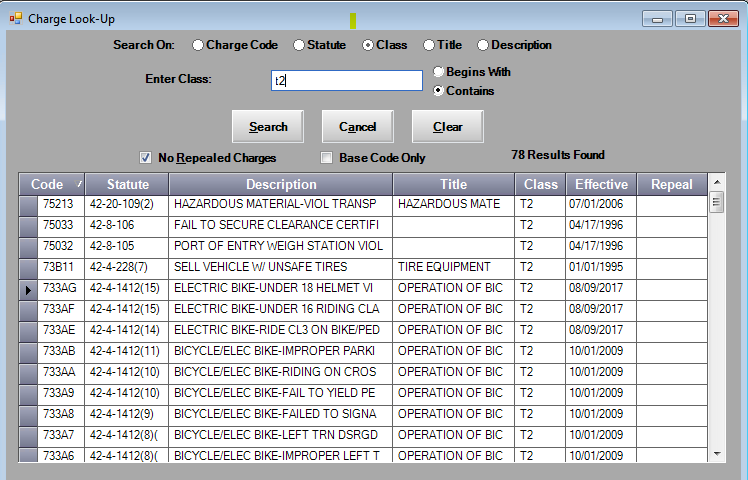 Charge Look-Up
Search On: Charge Code Statute Class Title Description
Enter Class: t2 Begins With
Contains
Search Cancel Clear
No Repealed Charges Base Code Only 78 Results Found
Code Statute Description Title Class Effective Repeal
75213 42-20-109(2) HAZARDOUS MATERIAL-VIOL TRANSP HAZARDOUS MATE T2 07/01/2006
75033 42-8-106 FAIL TO SECURE CLEARANCE CERTIFI T2 04/17/1996
75032 42-8-105 PORT OF ENTRY WEIGH STATION VIOL T2 04/17/1996
73B11 42-4-228(7) SELL VEHICLE W/ UNSAFE TIRES TIRE EQUIPMENT T2 01/01/1995
733AG 42-4-1412(15) ELECTRIC BIKE-UNDER 18 HELMET VI OPERATION OF BIC T2 08/09/2017
733AF 42-4-1412(15) ELECTRIC BIKE-UNDER 16 RIDING CLA OPERATION OF BIC T2 08/09/2017
733AE 42-4-1412(14) ELECTRIC BIKE-RIDE CL3 ON BIKE/PED OPERATION OF BIC T2 08/09/2017
733AB 42-4-1412(11) BICYCLE/ELEC BIKE-IMPROPER PARKI OPERATION OF BIC T2 10/01/2009
733AA 42-4-1412(10) BICYCLE/ELEC BIKE-RIDING ON CROS OPERATION OF BIC T2 10/01/2009
733A9 42-4-1412(10) BICYCLE/ELEC BIKE-FAIL TO YIELD PE OPERATION OF BIC T2 10/01/2009
733A8 42-4-1412(9) BICYCLE/ELEC BIKE-FAILED TO SIGNA OPERATION OF BIC T2 10/01/2009
733A7 42-4-1412(8)( BICYCLE/ELEC BIKE-LEFT TRN DSRGD OPERATION OF BIC T2 10/01/2009
733A6 42-4-1412(8)( BICYCLE/ELEC BIKE-IMPROPER LEFT T OPERATION OF BIC T2 10/01/2009